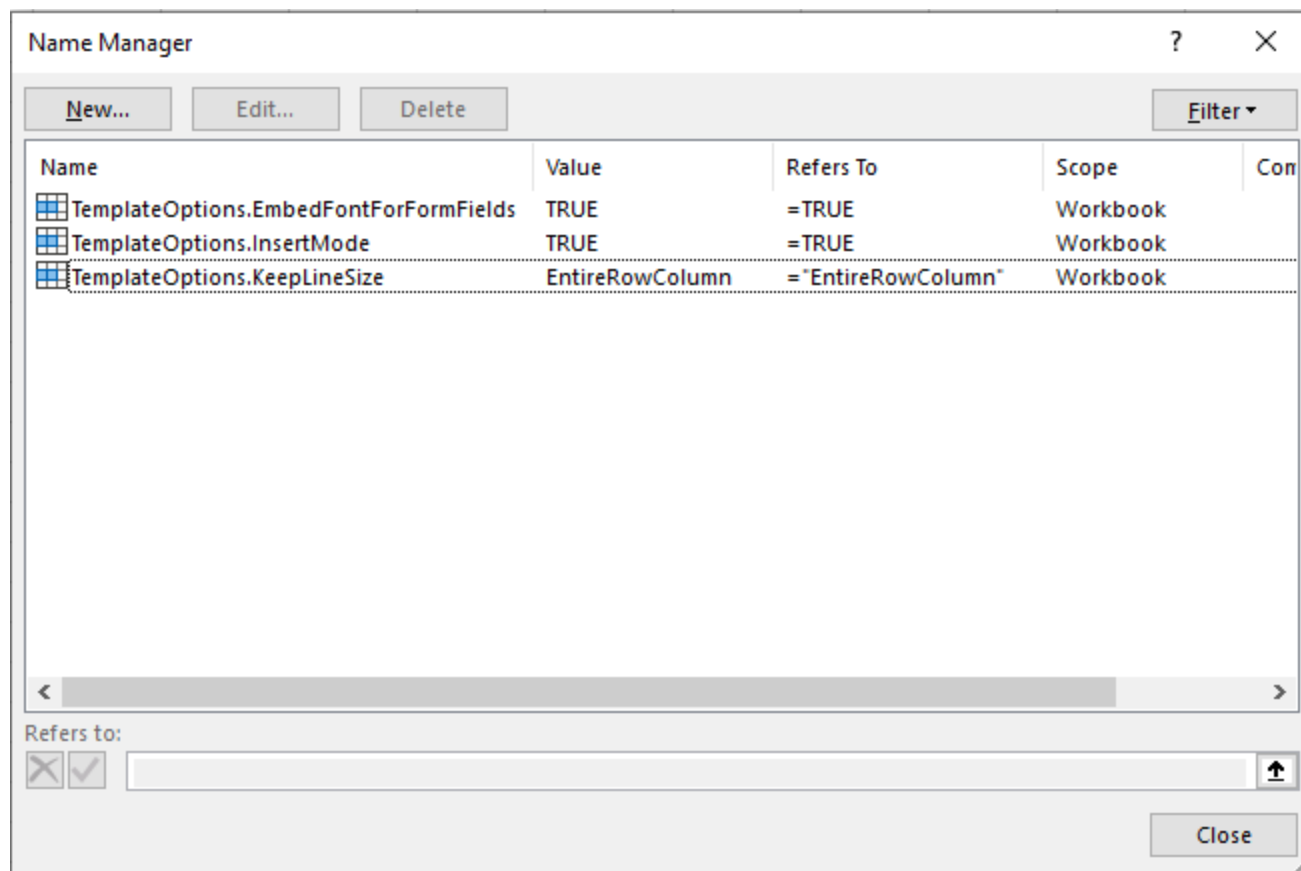 Name Manager ?
New... Edit... Delete Filter
Name Value Refers To Scope Com
TemplateOptions.EmbedFontForFormFields TRUE =TRUE Workbook
TemplateOptions.InsertMode TRUE =TRUE Workbook
TemplateOptions.KeepLineSize EntireRowColumn ="EntireRowColumn" Workbook
Refers to:
Close